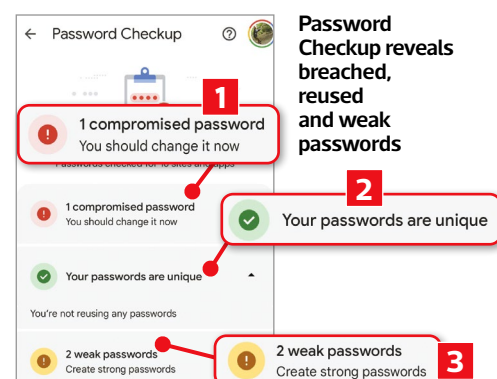 Password Checkup
Password
Checkup reveals
breached,
reused
and weak
passwords
1
1 compromised password
You should change it now
Passwords checked for 10 sites and apps
1 compromised password
You should change it now
2
Your passwords are unique
Your passwords are unique
You're not reusing any passwords
2 weak passwords
Create strong passwords
2 weak passwords
Create strong passwords
3